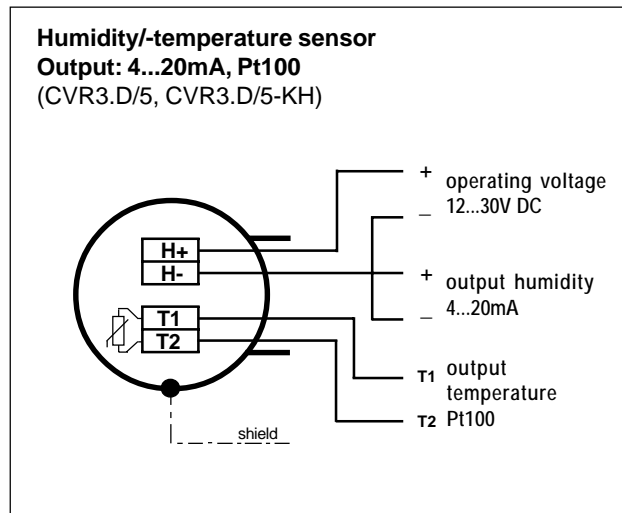 Humidity/-temperature sensor
Output: 4...20mA, Pt100
(CVR3.D/5, CVR3.D/5-KH)
+ operating voltage
– 12...30V DC
H+
H-
+ output humidity
– 4...20mA
T1
T2
T1 output
temperature
T2 Pt100
shield